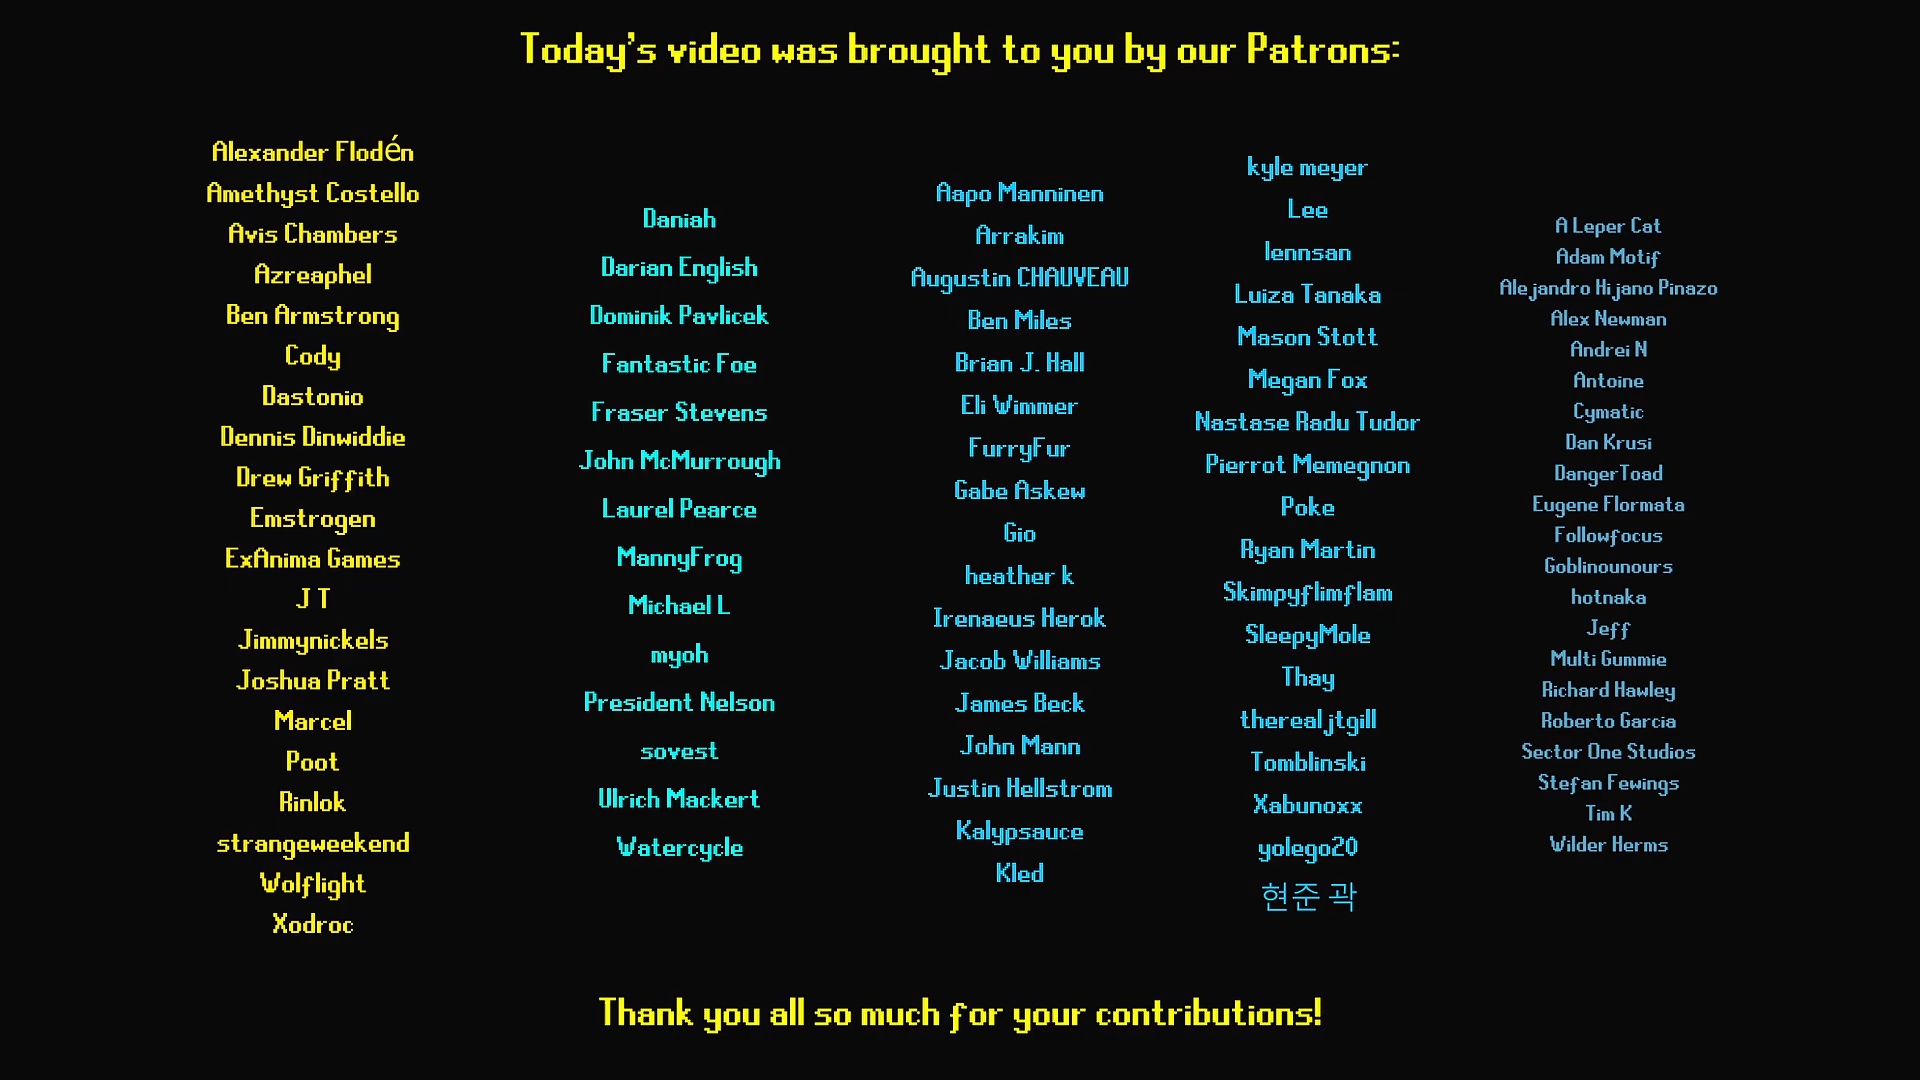 Today's video was brought to you by our Patrons:
Alexander Flodén
Amethyst Costello
Avis Chambers
Azreaphel
Ben Armstrong
Cody
Dastonio
Dennis Dinwiddie
Drew Griffith
Emstrogen
ExAnima Games
J T
Jimmynickels
Joshua Pratt
Marcel
Poot
Rinlok
strangeweekend
Wolflight
Xodroc
Daniah
Darian English
Dominik Pavlicek
Fantastic Foe
Fraser Stevens
John McMurrough
Laurel Pearce
MannyFrog
Michael L
myoh
President Nelson
sovest
Ulrich Mackert
Watercycle
Aapo Manninen
Arrakim
Augustin CHAUVEAU
Ben Miles
Brian J. Hall
Eli Wimmer
FurryFur
Gabe Askew
Gio
heather k
Irenaeus Herok
Jacob Williams
James Beck
John Mann
Justin Hellstrom
Kalypsauce
Kled
kyle meyer
Lee
lennsan
Luiza Tanaka
Mason Stott
Megan Fox
Nastase Radu Tudor
Pierrot Memegnon
Poke
Ryan Martin
Skimpyflimflam
SleepyMole
Thay
therealjtgill
Tomblinski
Xabunoxx
yolego20
현준 곽
A Leper Cat
Adam Motif
Alejandro Hijano Pinazo
Alex Newman
Andrei N
Antoine
Cymatic
Dan Krusi
DangerToad
Eugene Flormata
Followfocus
Goblinounours
hotnaka
Jeff
Multi Gummie
Richard Hawley
Roberto Garcia
Sector One Studios
Stefan Fewings
Tim K
Wilder Herms
Thank you all so much for your contributions!